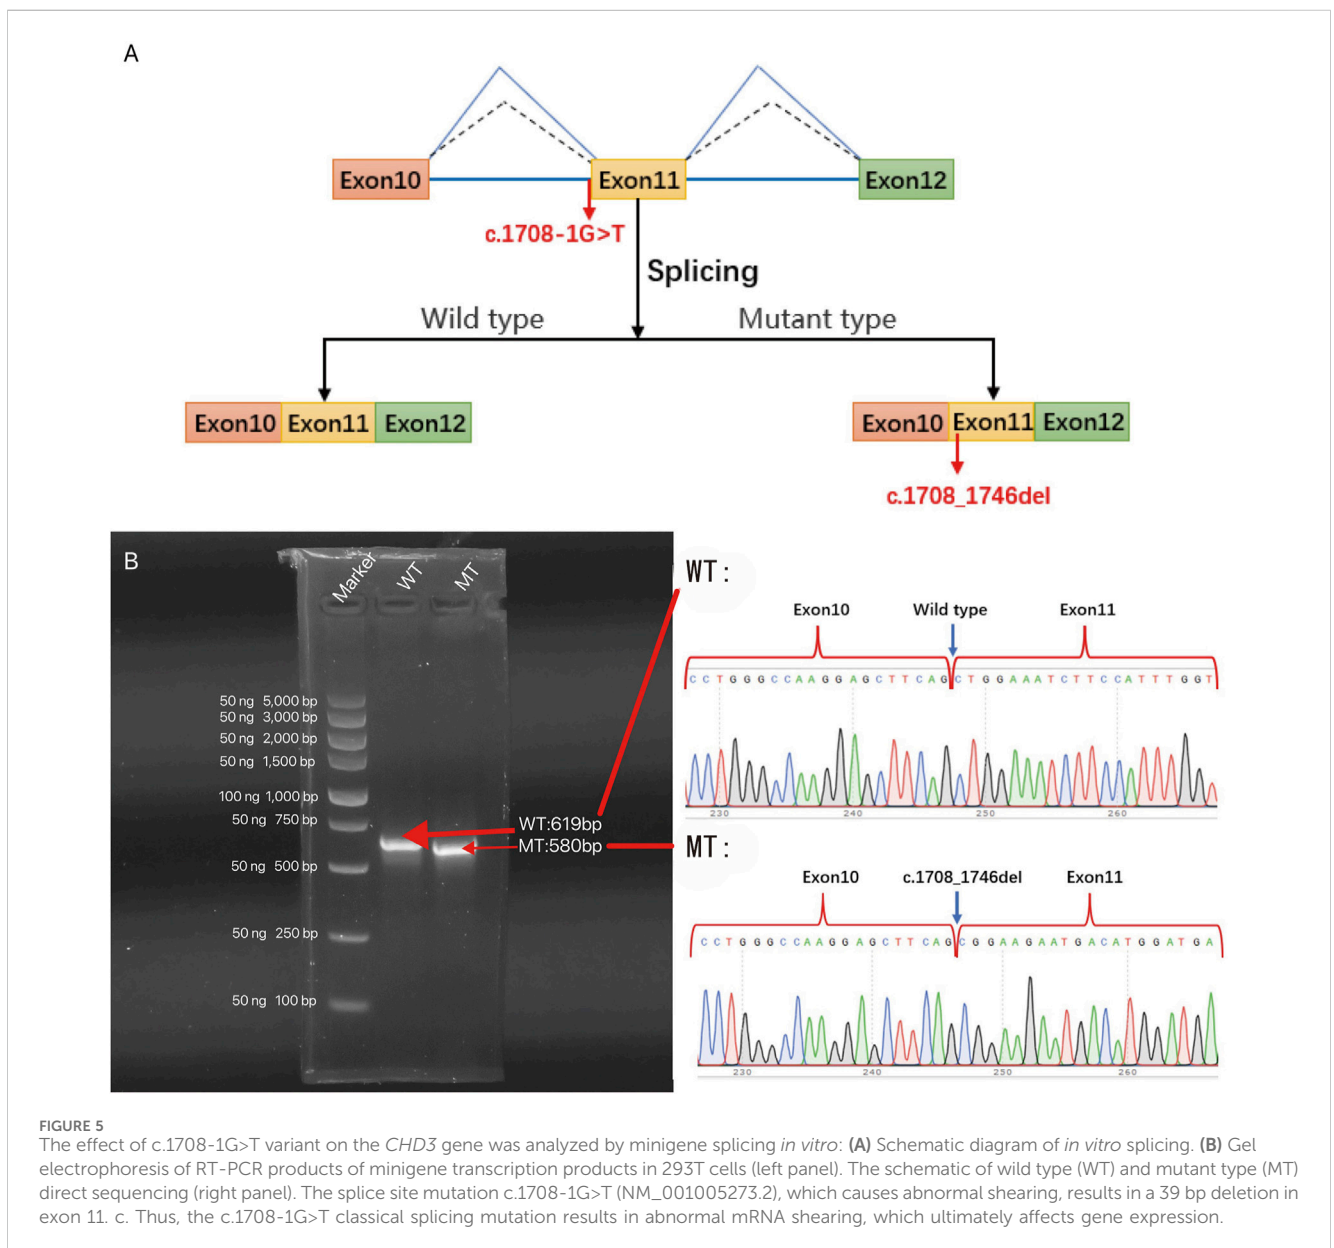 A
Exon10
Exon11
Exon12
c.1708-1G>T
Splicing
Wild type
Mutant type
Exon10 Exon11 Exon12
Exon10 Exon11 Exon12
c.1708_1746del
B
Marker
WT
MT
50 ng 5,000 bp
50 ng 3,000 bp
50 ng 2,000 bp
50 ng 1,500 bp
100 ng 1,000 bp
50 ng 750 bp
50 ng 500 bp
50 ng 250 bp
50 ng 100 bp
WT:619bp
MT:580bp
WT:
Exon10 Wild type Exon11
C C T G G G C C A A G G A G C T T C A G C T G G A A A T C T T C C A T T T G G T
230 240 250 260
MT:
Exon10 c.1708_1746del Exon11
C C T G G G C C A A G G A G C T T C A G C G G A A G A A T G A C A T G G A T G A
230 240 250 260
FIGURE 5
The effect of c.1708-1G>T variant on the CHD3 gene was analyzed by minigene splicing in vitro: (A) Schematic diagram of in vitro splicing. (B) Gel
electrophoresis of RT-PCR products of minigene transcription products in 293T cells (left panel). The schematic of wild type (WT) and mutant type (MT)
direct sequencing (right panel). The splice site mutation c.1708-1G>T (NM_001005273.2), which causes abnormal shearing, results in a 39 bp deletion in
exon 11. c. Thus, the c.1708-1G>T classical splicing mutation results in abnormal mRNA shearing, which ultimately affects gene expression.